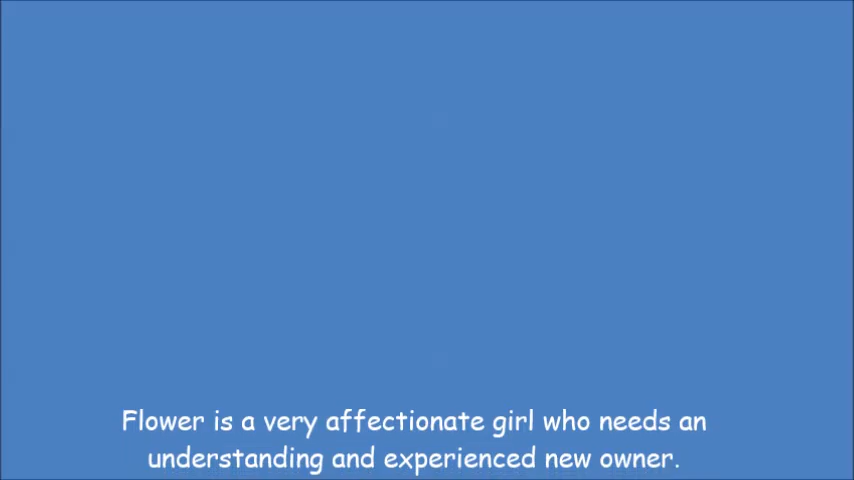 Flower is a very affectionate girl who needs an
understanding and experienced new owner.